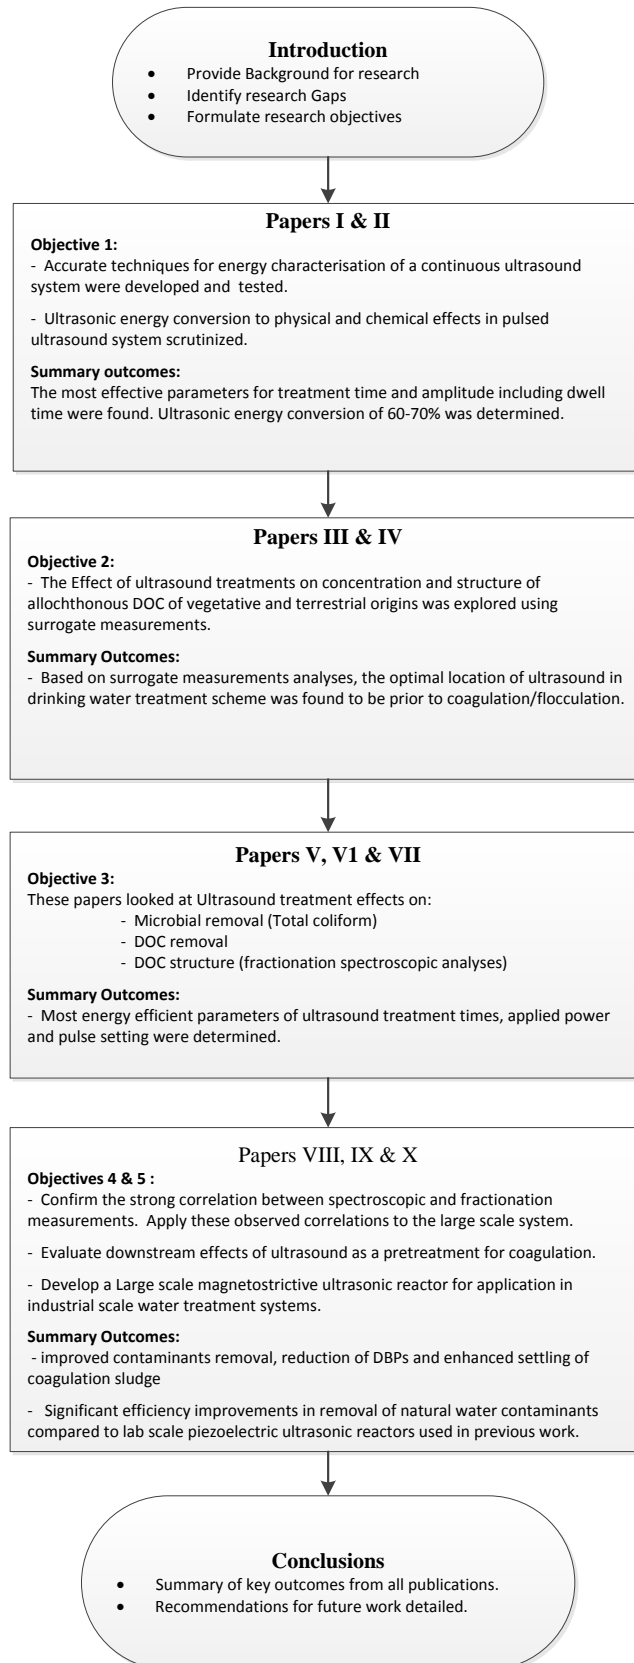 Introduction
• Provide Background for research
• Identify research Gaps
• Formulate research objectives
Papers I & II
Objective 1:
- Accurate techniques for energy characterisation of a continuous ultrasound
system were developed and tested.
- Ultrasonic energy conversion to physical and chemical effects in pulsed
ultrasound system scrutinized.
Summary outcomes:
The most effective parameters for treatment time and amplitude including dwell
time were found. Ultrasonic energy conversion of 60-70% was determined.
Papers III & IV
Objective 2:
- The Effect of ultrasound treatments on concentration and structure of
allochthonous DOC of vegetative and terrestrial origins was explored using
surrogate measurements.
Summary Outcomes:
- Based on surrogate measurements analyses, the optimal location of ultrasound in
drinking water treatment scheme was found to be prior to coagulation/flocculation.
Papers V, V1 & VII
Objective 3:
These papers looked at Ultrasound treatment effects on:
- Microbial removal (Total coliform)
- DOC removal
- DOC structure (fractionation spectroscopic analyses)
Summary Outcomes:
- Most energy efficient parameters of ultrasound treatment times, applied power
and pulse setting were determined.
Papers VIII, IX & X
Objectives 4 & 5 :
- Confirm the strong correlation between spectroscopic and fractionation
measurements. Apply these observed correlations to the large scale system.
- Evaluate downstream effects of ultrasound as a pretreatment for coagulation.
- Develop a Large scale magnetostrictive ultrasonic reactor for application in
industrial scale water treatment systems.
Summary Outcomes:
- improved contaminants removal, reduction of DBPs and enhanced settling of
coagulation sludge
- Significant efficiency improvements in removal of natural water contaminants
compared to lab scale piezoelectric ultrasonic reactors used in previous work.
Conclusions
• Summary of key outcomes from all publications.
• Recommendations for future work detailed.